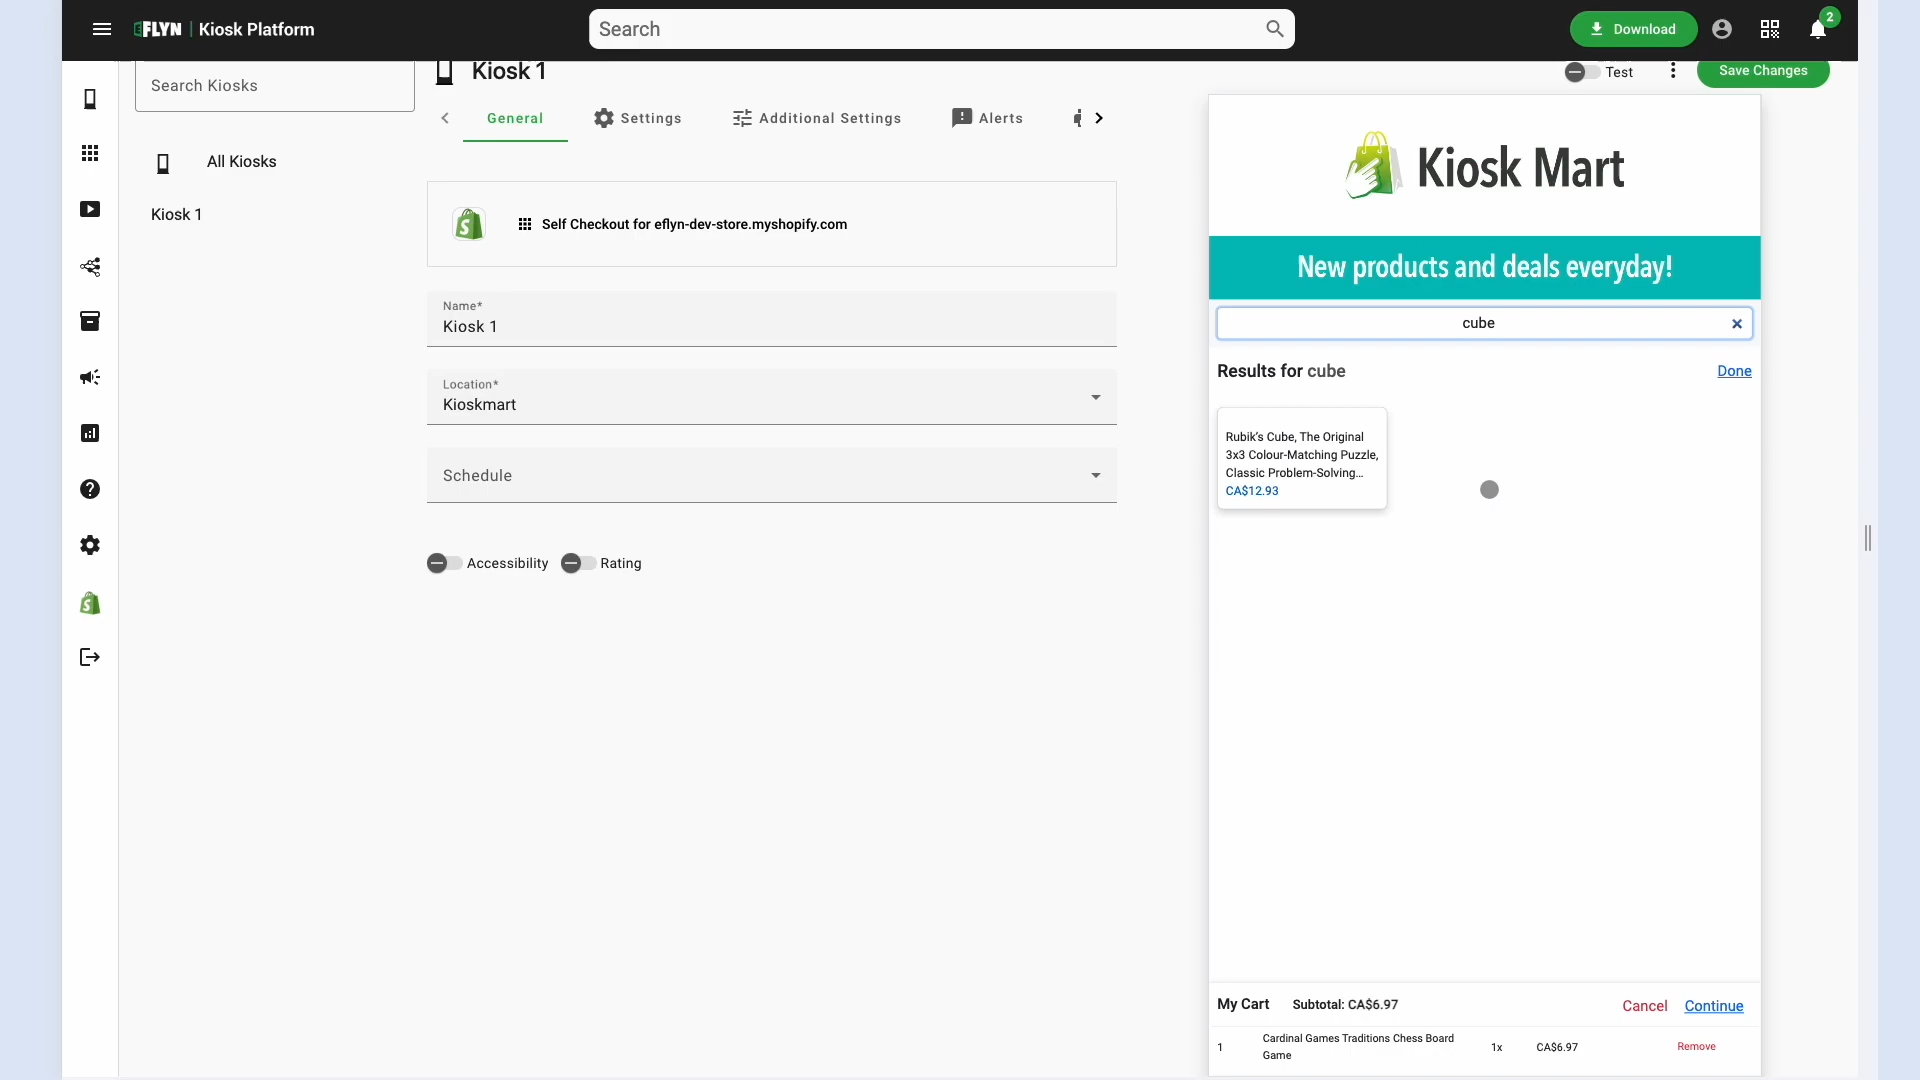 EFLYN | Kiosk Platform
Search
Download
2
Search Kiosks
Kiosk 1
Test
Save Changes
General
Settings
Additional Settings
Alerts
All Kiosks
Kiosk 1
Self Checkout for eflyn-dev-store.myshopify.com
Name*
Kiosk 1
Location*
Kioskmart
Schedule
Accessibility
Rating
Kiosk Mart
New products and deals everyday!
cube
Results for cube
Done
Rubik's Cube, The Original
3x3 Colour-Matching Puzzle,
Classic Problem-Solving...
CA$12.93
My Cart
Subtotal: CA$6.97
Cancel
Continue
1
Cardinal Games Traditions Chess Board
Game
1x
CA$6.97
Remove